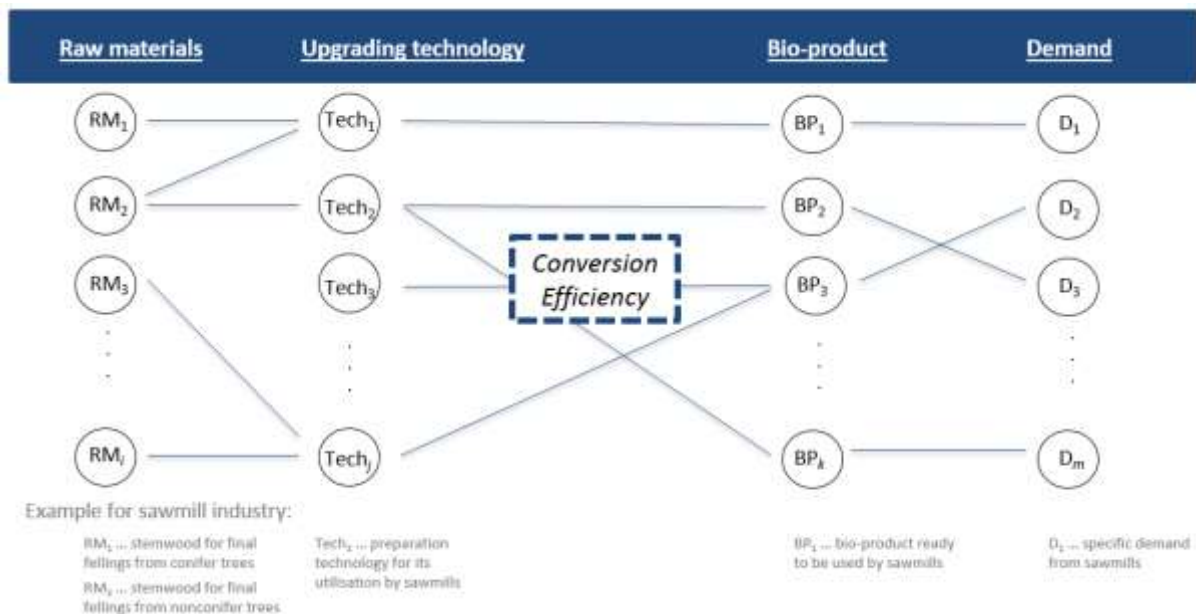 Raw materials Upgrading technology Bio-product Demand
RM₁ Tech₁ BP₁ D₁
RM₂ Tech₂ BP₂ D₂
RM₃ Tech₃ BP₃ D₃
Conversion
Efficiency
RMᵢ Techⱼ BPₖ Dₘ
Example for sawmill industry:
RM₁ ... stemwood for final
fellings from conifer trees
RM₂ ... stemwood for final
fellings from nonconifer trees
Tech₁ ... preparation
technology for its
utilisation by sawmills
BP₁ ... bio-product ready
to be used by sawmills
D₁ ... specific demand
from sawmills